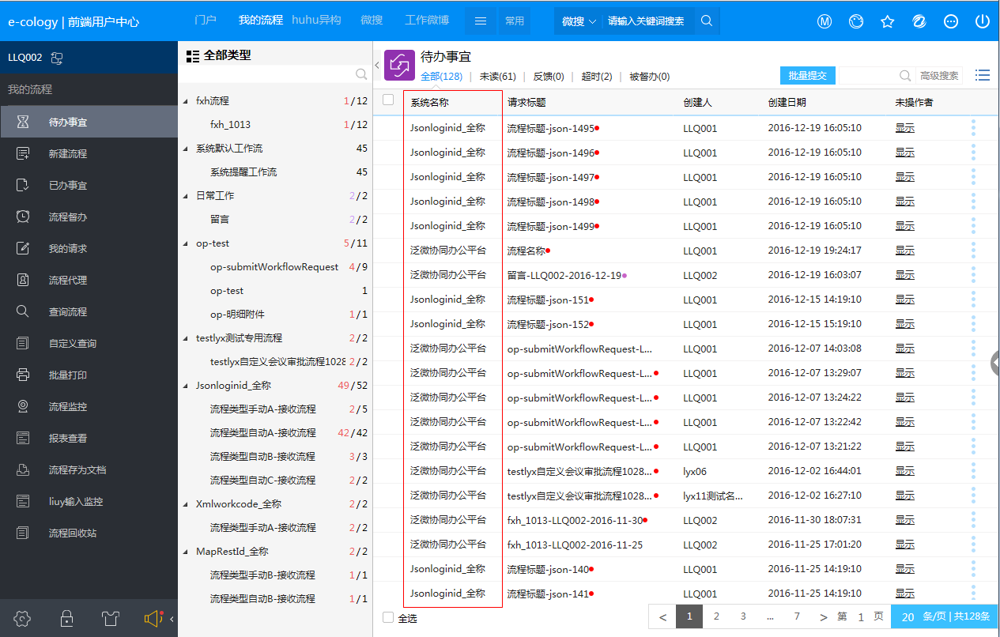 e-cology | 前端用户中心 门户 我的流程 huhu异构 微搜 工作微博 常用 微搜 请输入关键词搜索
LLQ002
我的流程
待办事宜
新建流程
已办事宜
流程督办
我的请求
流程代理
查询流程
自定义查询
批量打印
流程监控
报表查看
流程存为文档
liuy输入监控
流程回收站
全部类型
fxh流程 1/12
fxh_1013 1/12
系统默认工作流 45
系统提醒工作流 45
日常工作 2/2
留言 2/2
op-test 5/11
op-submitWorkflowRequest 4/9
op-test 1
op-明细附件 1/1
testlyx测试专用流程 2/2
testlyx自定义会议审批流程1028 2/2
Jsonloginid_全称 49/52
流程类型手动A-接收流程 2/5
流程类型自动A-接收流程 42/42
流程类型自动B-接收流程 3/3
流程类型自动C-接收流程 2/2
Xmlworkcode_全称 2/2
流程类型手动A-接收流程 2/2
MapRestId_全称 2/2
流程类型手动B-接收流程 1/1
流程类型自动B-接收流程 1/1
待办事宜
全部(128) | 未读(61) | 反馈(0) | 超时(2) | 被督办(0) 批量提交 高级搜索
系统名称 请求标题 创建人 创建日期 未操作者
Jsonloginid_全称 流程标题-json-1495 LLQ001 2016-12-19 16:05:10 显示
Jsonloginid_全称 流程标题-json-1496 LLQ001 2016-12-19 16:05:10 显示
Jsonloginid_全称 流程标题-json-1497 LLQ001 2016-12-19 16:05:10 显示
Jsonloginid_全称 流程标题-json-1498 LLQ001 2016-12-19 16:05:10 显示
Jsonloginid_全称 流程标题-json-1499 LLQ001 2016-12-19 16:05:10 显示
泛微协同办公平台 流程名称 LLQ001 2016-12-19 19:24:17 显示
泛微协同办公平台 留言-LLQ002-2016-12-19 LLQ002 2016-12-19 16:03:07 显示
Jsonloginid_全称 流程标题-json-151 LLQ001 2016-12-15 14:19:10 显示
Jsonloginid_全称 流程标题-json-152 LLQ001 2016-12-15 15:19:10 显示
泛微协同办公平台 op-submitWorkflowRequest-L... LLQ001 2016-12-07 14:03:08 显示
泛微协同办公平台 op-submitWorkflowRequest-L... LLQ001 2016-12-07 13:29:07 显示
泛微协同办公平台 op-submitWorkflowRequest-L... LLQ001 2016-12-07 13:24:22 显示
泛微协同办公平台 op-submitWorkflowRequest-L... LLQ001 2016-12-07 13:22:42 显示
泛微协同办公平台 op-submitWorkflowRequest-L... LLQ001 2016-12-07 13:21:22 显示
泛微协同办公平台 testlyx自定义会议审批流程1028... lyx06 2016-12-02 16:44:01 显示
泛微协同办公平台 testlyx自定义会议审批流程1028... lyx11测试名... 2016-12-02 16:27:10 显示
泛微协同办公平台 fxh_1013-LLQ002-2016-11-30 LLQ002 2016-11-30 18:07:31 显示
泛微协同办公平台 fxh_1013-LLQ002-2016-11-25 LLQ002 2016-11-25 17:01:20 显示
Jsonloginid_全称 流程标题-json-140 LLQ001 2016-11-25 14:19:10 显示
Jsonloginid_全称 流程标题-json-141 LLQ001 2016-11-25 14:19:10 显示
全选 < 1 2 3 ... 7 > 第 1 页 20 条/页 | 共128条